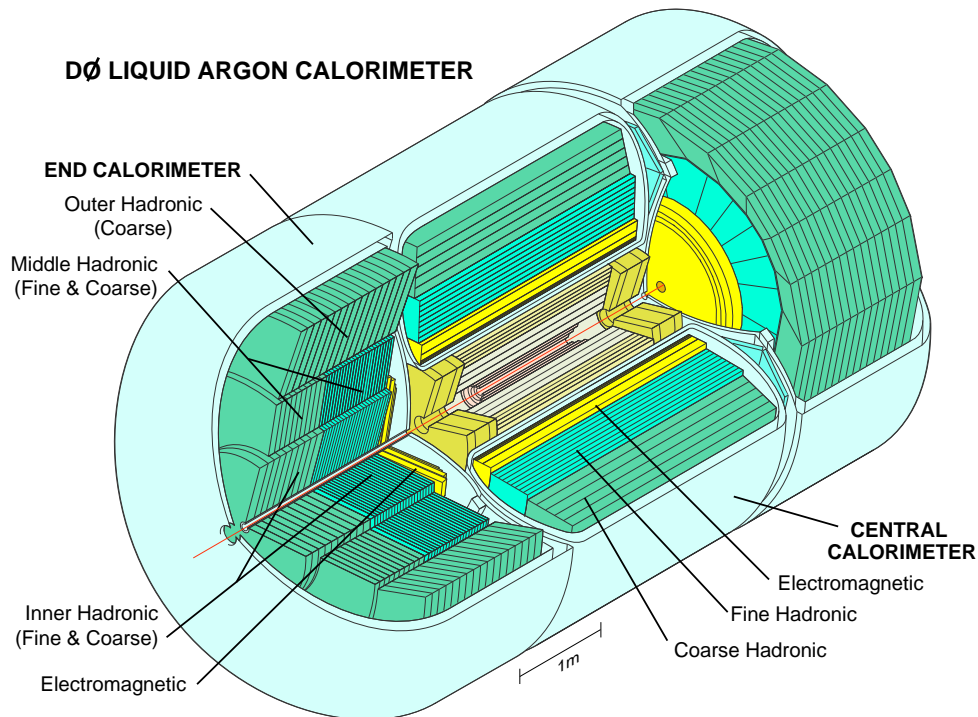 DØ LIQUID ARGON CALORIMETER
END CALORIMETER
Outer Hadronic
(Coarse)
Middle Hadronic
(Fine & Coarse)
Inner Hadronic
(Fine & Coarse)
Electromagnetic
1m
CENTRAL
CALORIMETER
Electromagnetic
Fine Hadronic
Coarse Hadronic